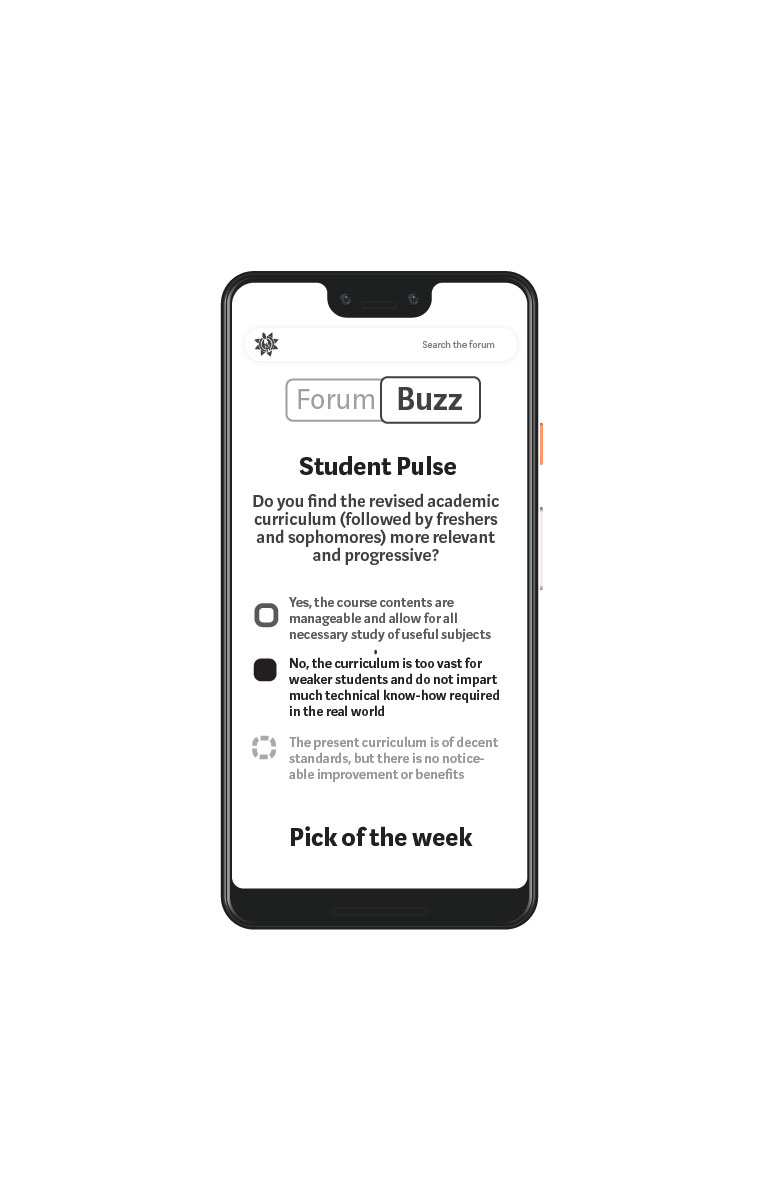 Search the forum
Forum Buzz
Student Pulse
Do you find the revised academic
curriculum (followed by freshers
and sophomores) more relevant
and progressive?
Yes, the course contents are
manageable and allow for all
necessary study of useful subjects
No, the curriculum is too vast for
weaker students and do not impart
much technical know-how required
in the real world
The present curriculum is of decent
standards, but there is no notice-
able improvement or benefits
Pick of the week